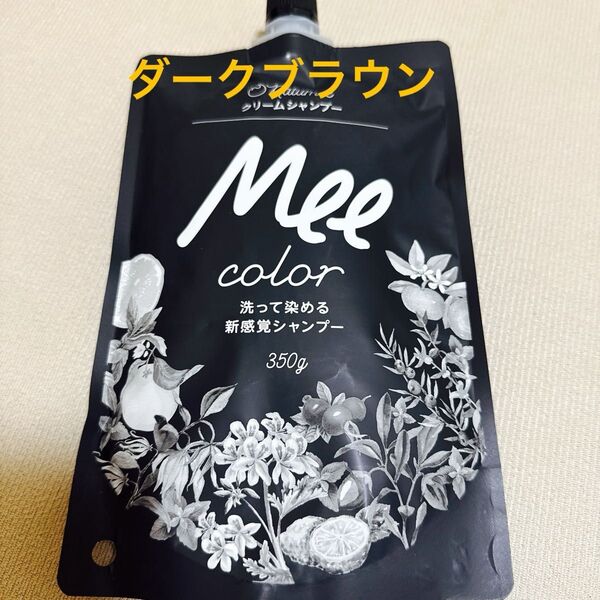 ダークブラウン
クリームシャンプー
Mee
color
洗って染める
新感覚シャンプー
350g